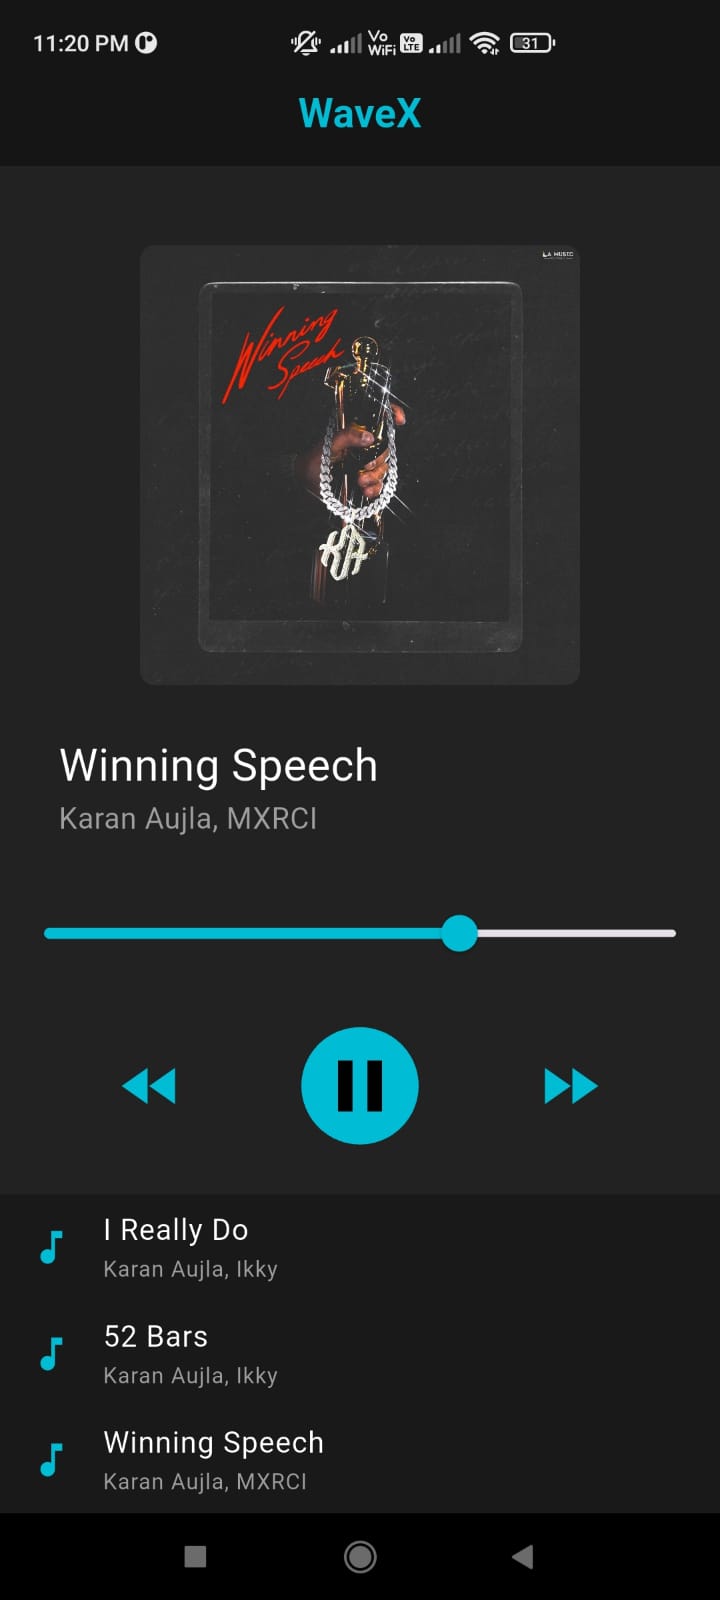 11:20 PM
Vo
WiFi
Vo
LTE
31
WaveX
LA MUSIC
Winning
Speech
KA
Winning Speech
Karan Aujla, MXRCI
I Really Do
Karan Aujla, Ikky
52 Bars
Karan Aujla, Ikky
Winning Speech
Karan Aujla, MXRCI